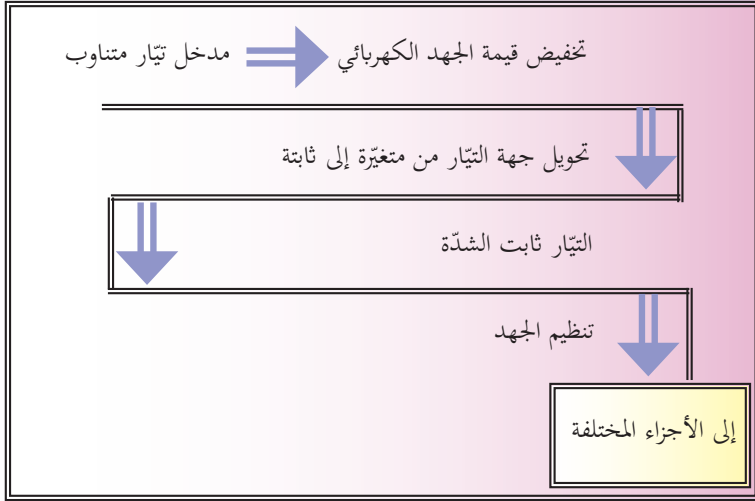 مدخل تيّار متناوب
تخفيض قيمة الجهد الكهربائي
تحويل جهة التيّار من متغيّرة إلى ثابتة
التيّار ثابت الشدّة
تنظيم الجهد
إلى الأجزاء المختلفة